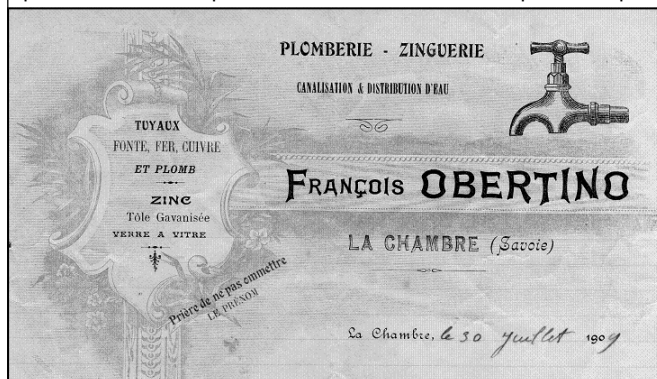 PLOMBERIE - ZINGUERIE
CANALISATION & DISTRIBUTION D'EAU
TUYAUX
FONTE, FER, CUIVRE
ET PLOMB
ZINC
Tôle Gavanisée
VERRE A VITRE
FRANÇOIS OBERTINO
LA CHAMBRE (Savoie)
Prière de ne pas ommettre
LE PRÉNOM
La Chambre, le 30 juillet 1909